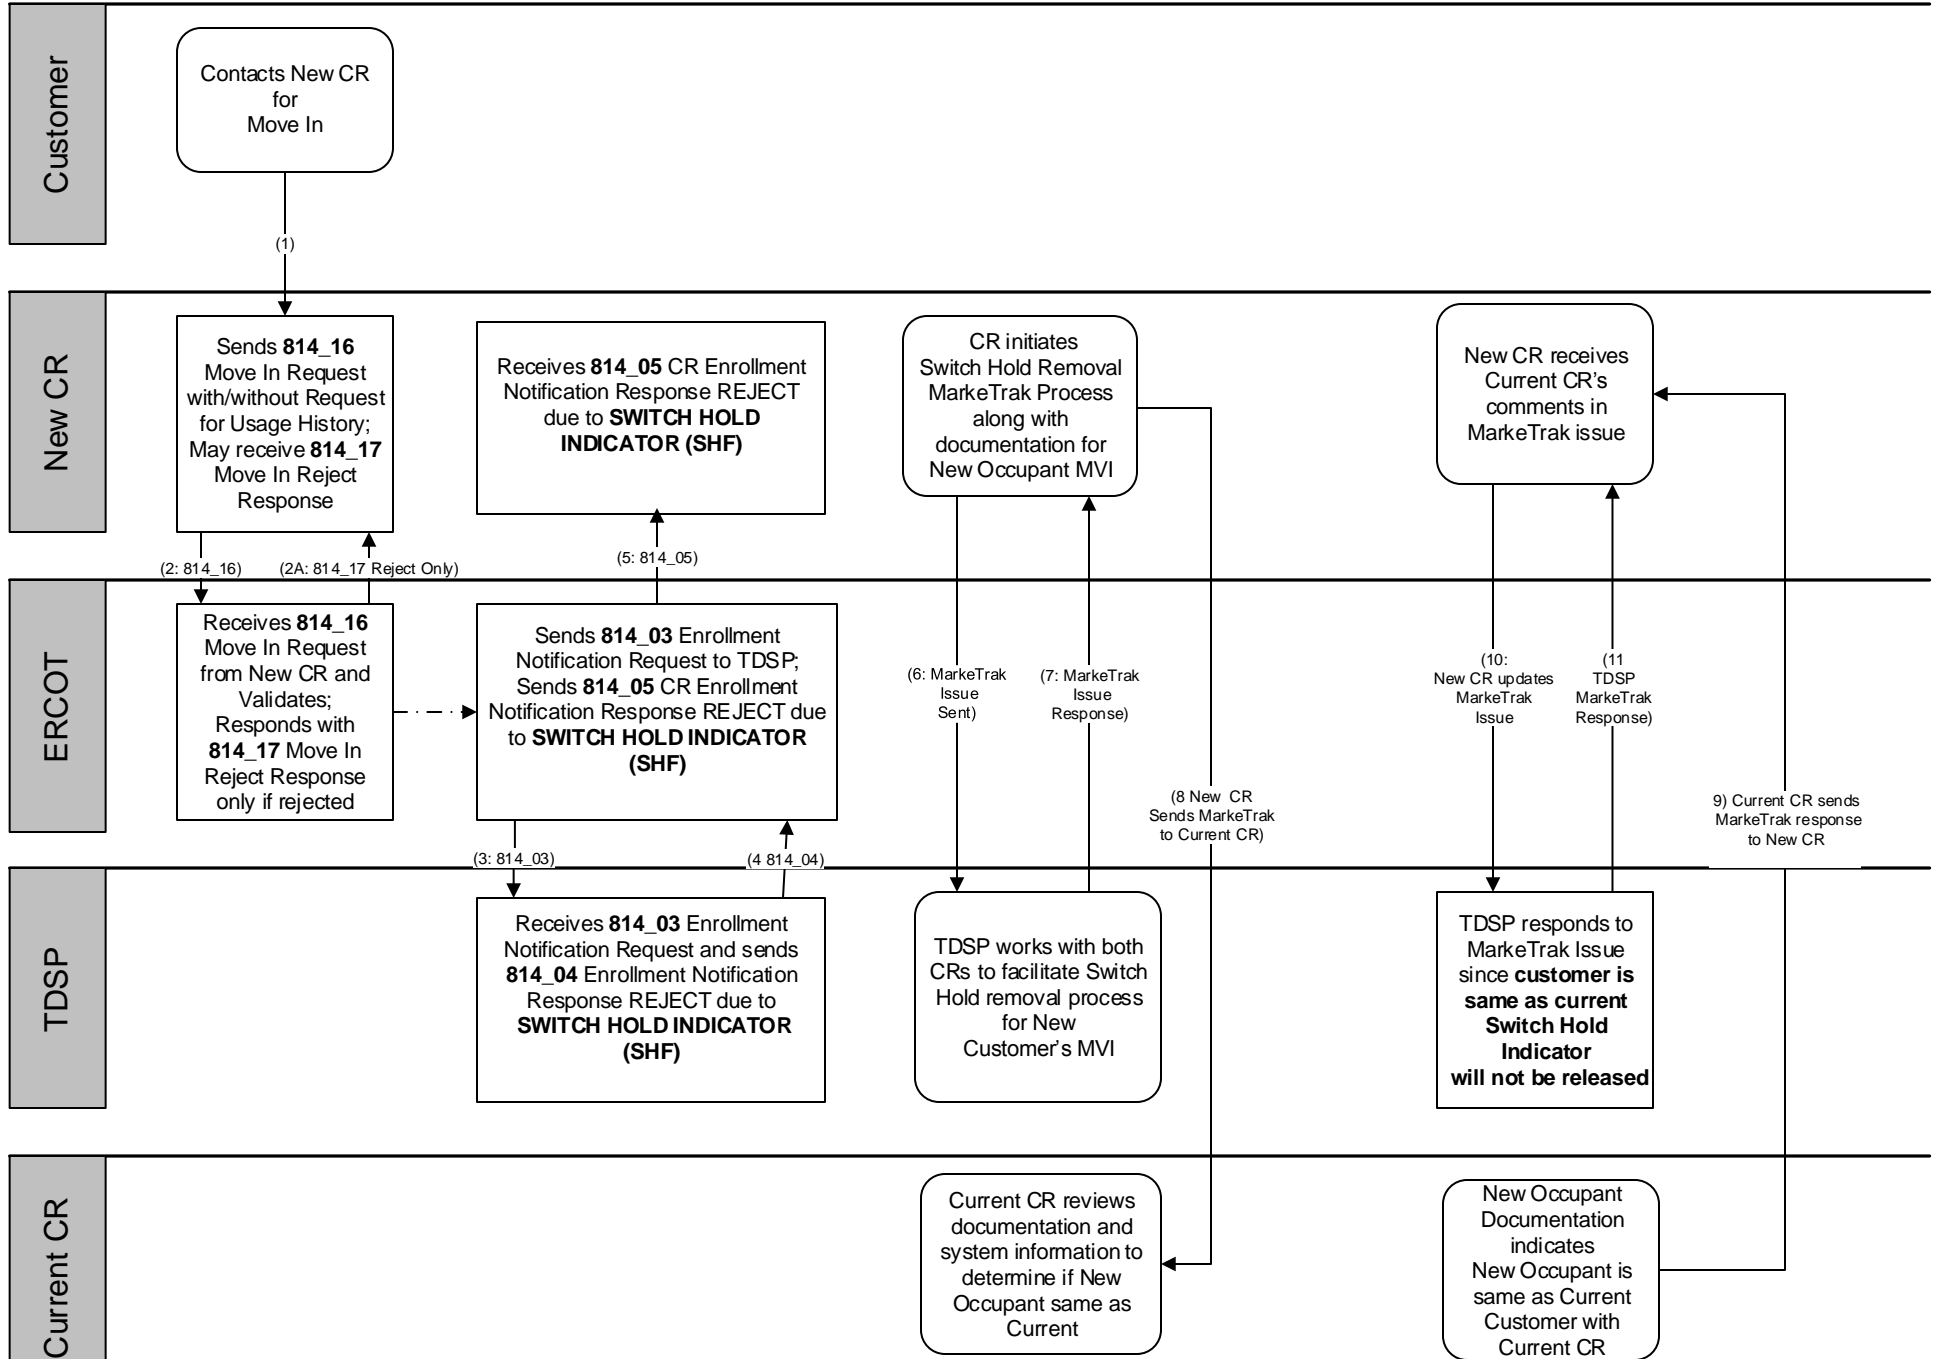 Customer
Contacts New CR
for
Move In
(1)
New CR
Sends 814_16
Move In Request
with/without Request
for Usage History;
May receive 814_17
Move In Reject
Response
Receives 814_05 CR Enrollment
Notification Response REJECT
due to SWITCH HOLD
INDICATOR (SHF)
CR initiates
Switch Hold Removal
MarkeTrak Process
along with
documentation for
New Occupant MVI
New CR receives
Current CR's
comments in
MarkeTrak issue
(2: 814_16)
(2A: 814_17 Reject Only)
(5: 814_05)
ERCOT
Receives 814_16
Move In Request
from New CR and
Validates;
Responds with
814_17 Move In
Reject Response
only if rejected
Sends 814_03 Enrollment
Notification Request to TDSP;
Sends 814_05 CR Enrollment
Notification Response REJECT due
to SWITCH HOLD INDICATOR
(SHF)
(6: MarkeTrak
Issue
Sent)
(7: MarkeTrak
Issue
Response)
(8 New CR
Sends MarkeTrak
to Current CR)
(10:
New CR updates
MarkeTrak
Issue
(11
TDSP
MarkeTrak
Response)
9) Current CR sends
MarkeTrak response
to New CR
(3: 814_03)
(4 814_04)
TDSP
Receives 814_03 Enrollment
Notification Request and sends
814_04 Enrollment Notification
Response REJECT due to
SWITCH HOLD INDICATOR
(SHF)
TDSP works with both
CRs to facilitate Switch
Hold removal process
for New
Customer's MVI
TDSP responds to
MarkeTrak Issue
since customer is
same as current
Switch Hold
Indicator
will not be released
Current CR
Current CR reviews
documentation and
system information to
determine if New
Occupant same as
Current
New Occupant
Documentation
indicates
New Occupant is
same as Current
Customer with
Current CR